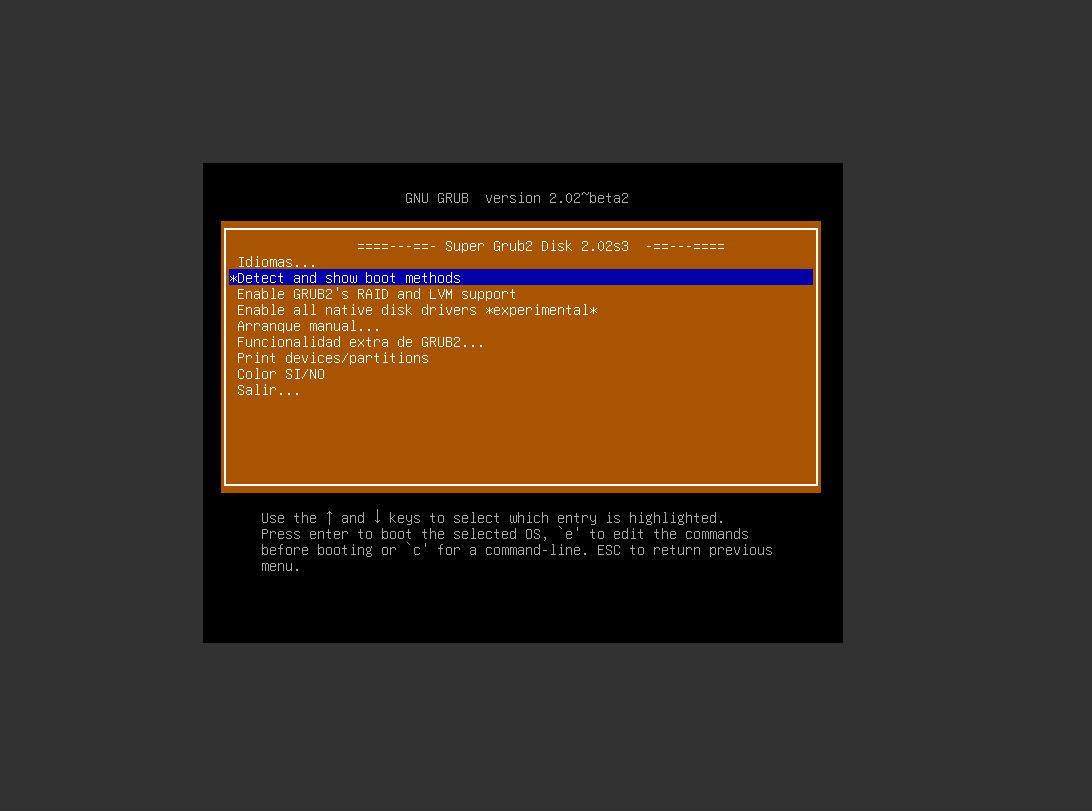 GNU GRUB  version 2.02~beta2
====---==- Super Grub2 Disk 2.02s3  -==---====
Idiomas...
*Detect and show boot methods
Enable GRUB2's RAID and LVM support
Enable all native disk drivers *experimental*
Arranque manual...
Funcionalidad extra de GRUB2...
Print devices/partitions
Color SI/NO
Salir...
Use the ↑ and ↓ keys to select which entry is highlighted.
Press enter to boot the selected OS, `e' to edit the commands
before booting or `c' for a command-line. ESC to return previous
menu.